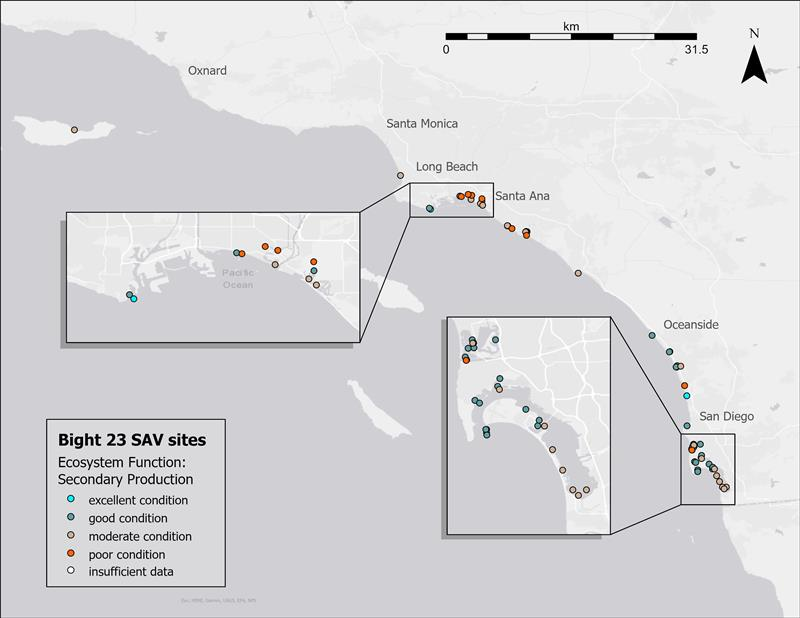 N
km
0
31.5
Oxnard
Santa Monica
Long Beach
Santa Ana
Pacific
Ocean
Oceanside
San Diego
Bight 23 SAV sites
Ecosystem Function:
Secondary Production
excellent condition
good condition
moderate condition
poor condition
insufficient data